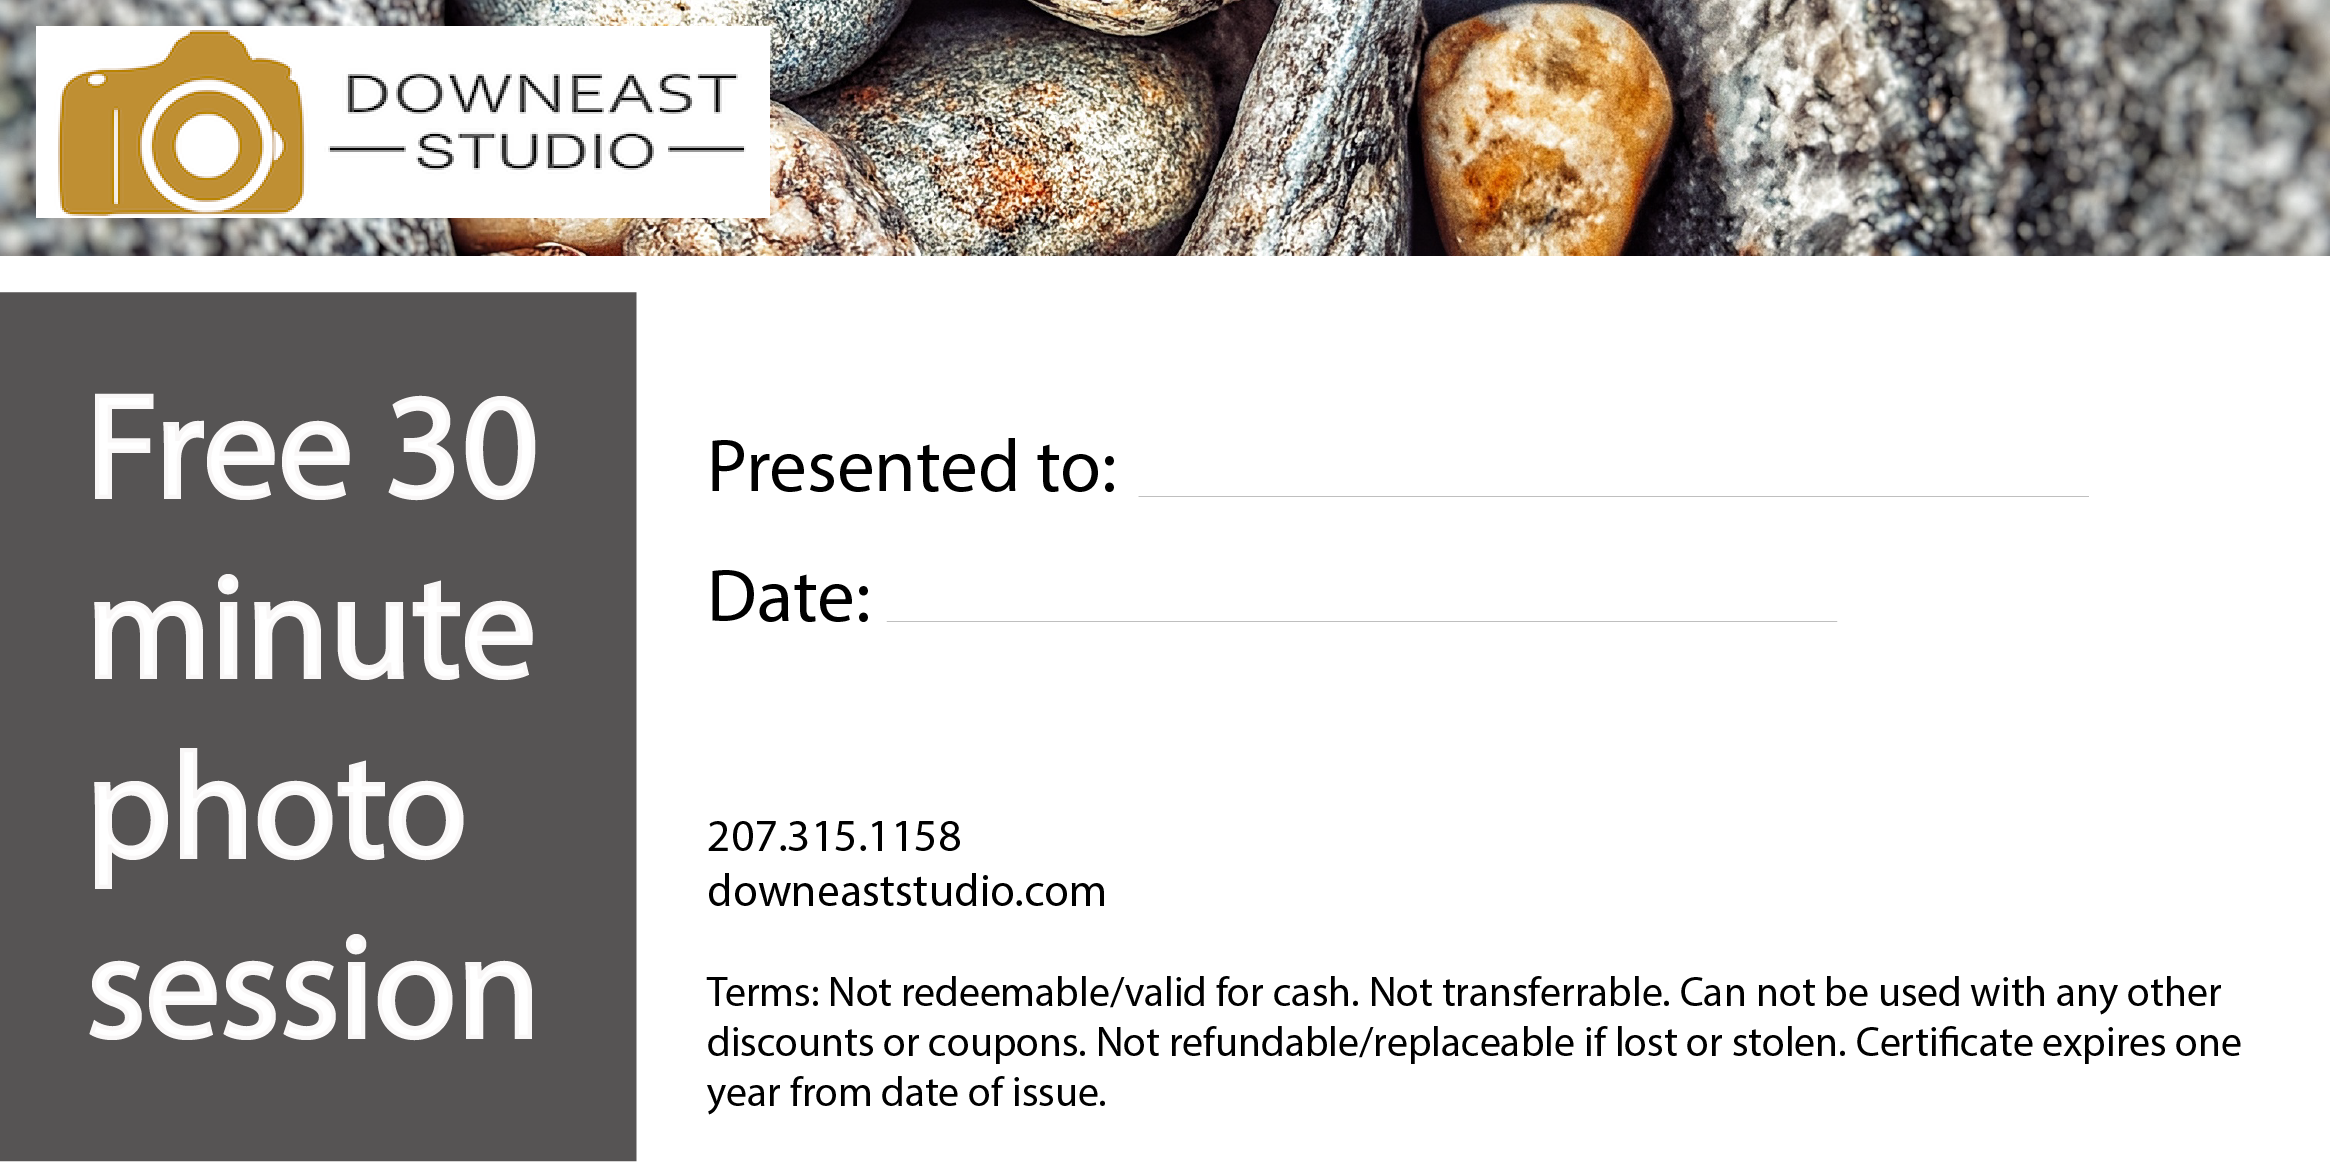 DOWNEAST
STUDIO
Free 30
minute
photo
session
Presented to:
Date:
207.315.1158
downeaststudio.com
Terms: Not redeemable/valid for cash. Not transferrable. Can not be used with any other
discounts or coupons. Not refundable/replaceable if lost or stolen. Certificate expires one
year from date of issue.